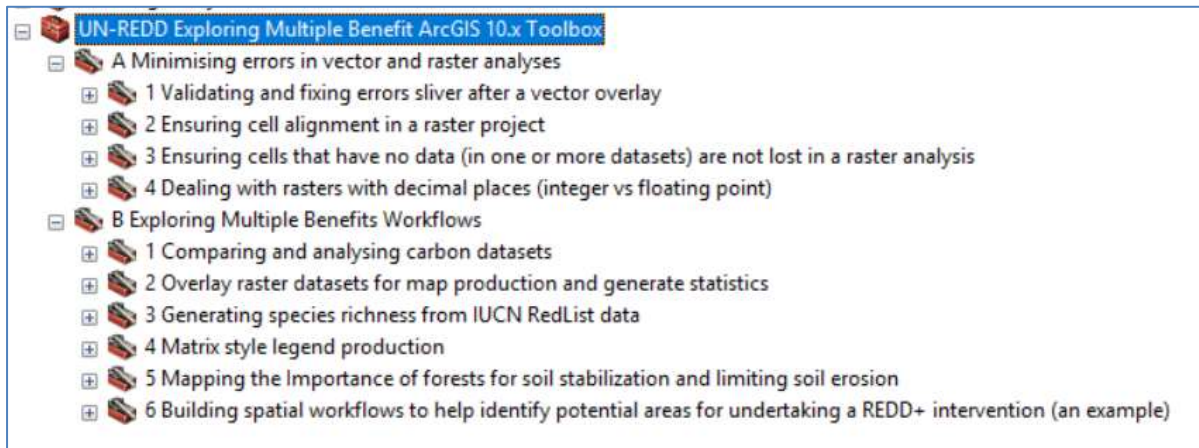 UN-REDD Exploring Multiple Benefit ArcGIS 10.x Toolbox
A Minimising errors in vector and raster analyses
1 Validating and fixing errors sliver after a vector overlay
2 Ensuring cell alignment in a raster project
3 Ensuring cells that have no data (in one or more datasets) are not lost in a raster analysis
4 Dealing with rasters with decimal places (integer vs floating point)
B Exploring Multiple Benefits Workflows
1 Comparing and analysing carbon datasets
2 Overlay raster datasets for map production and generate statistics
3 Generating species richness from IUCN RedList data
4 Matrix style legend production
5 Mapping the Importance of forests for soil stabilization and limiting soil erosion
6 Building spatial workflows to help identify potential areas for undertaking a REDD+ intervention (an example)